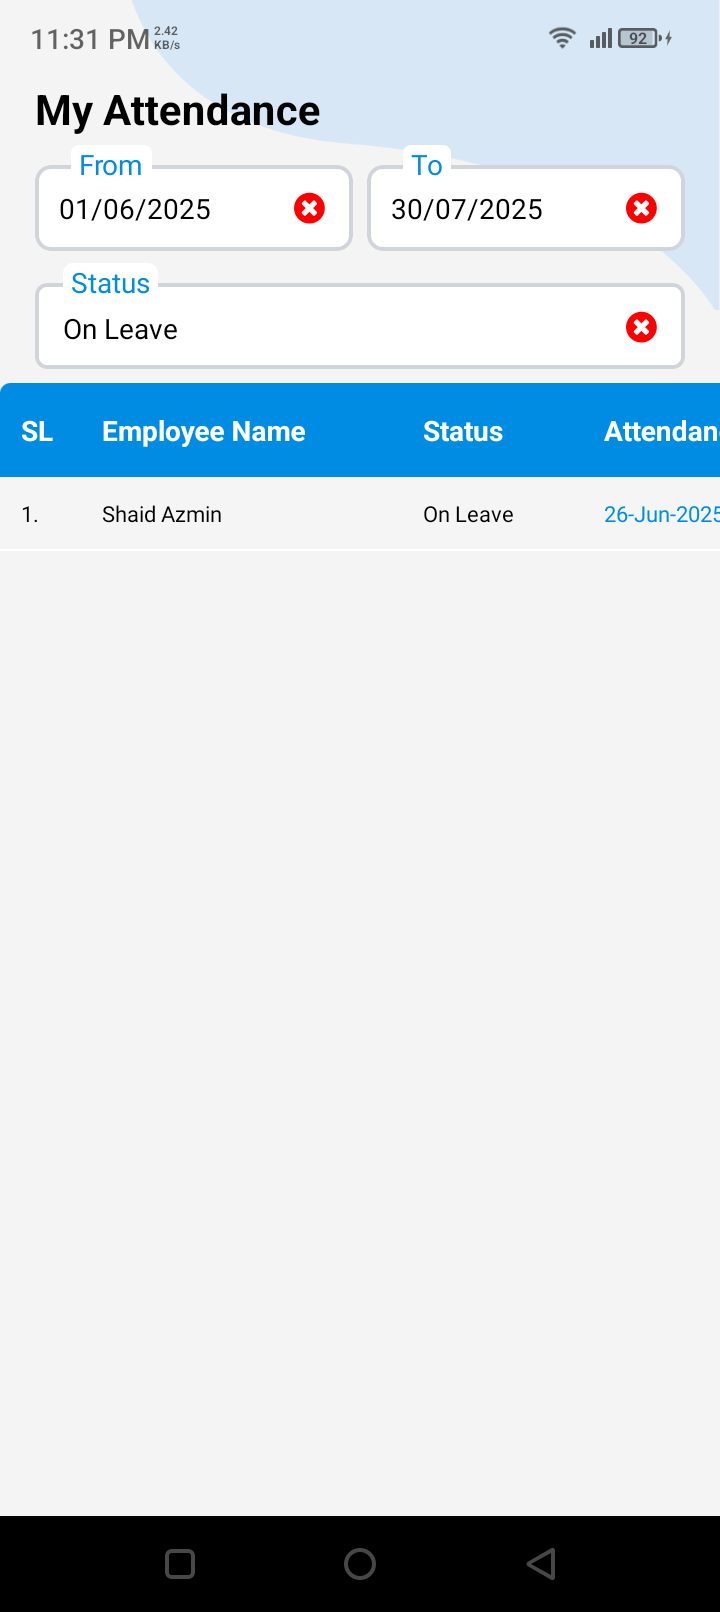 11:31 PM 2.42 KB/s 92
My Attendance
From To
01/06/2025 30/07/2025
Status
On Leave
SL Employee Name Status Attendan
1. Shaid Azmin On Leave 26-Jun-2025